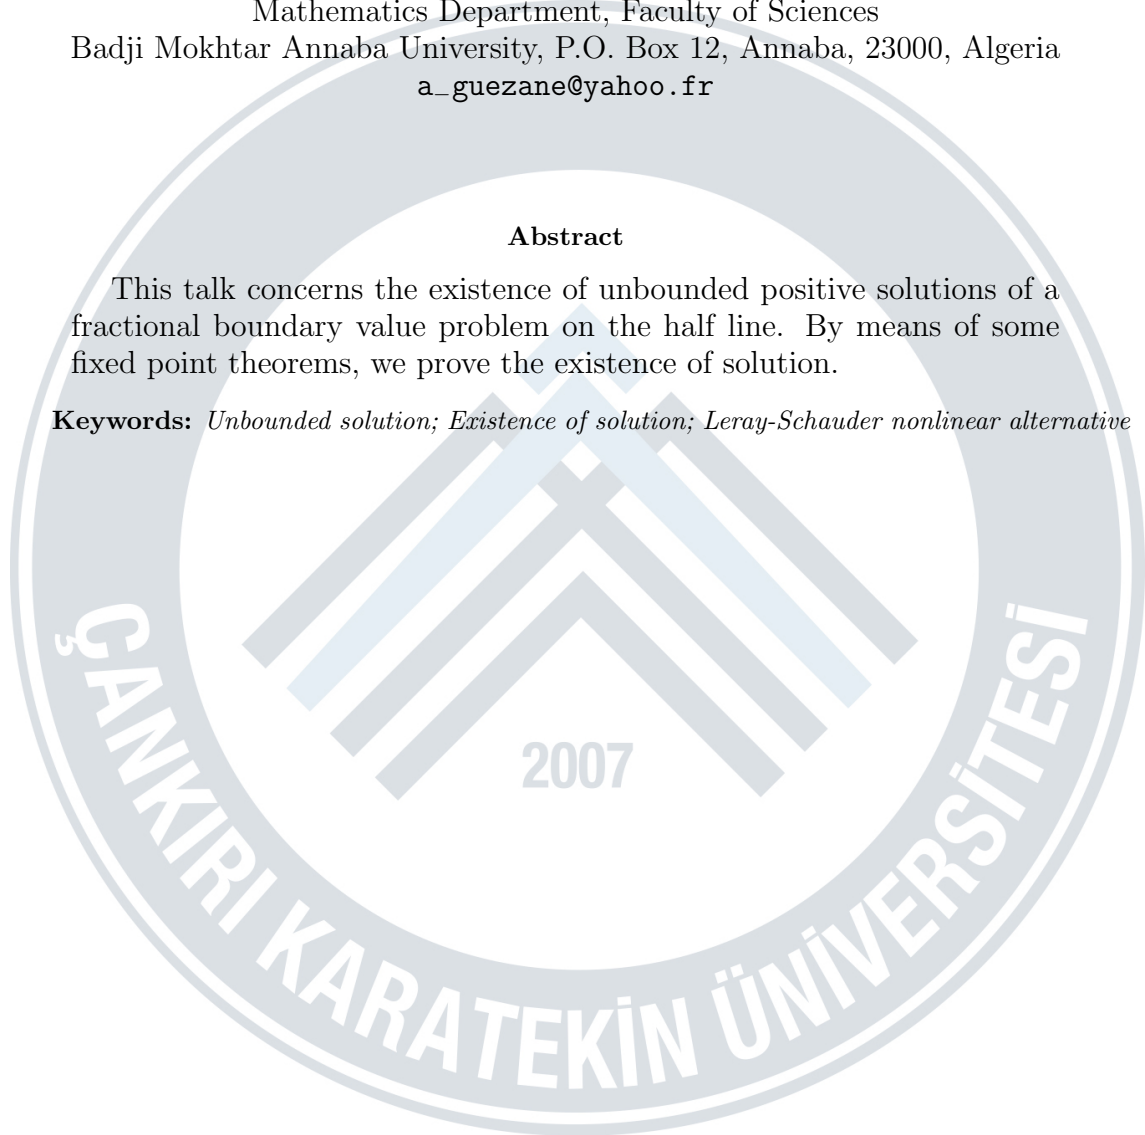 Mathematics Department, Faculty of Sciences
Badji Mokhtar Annaba University, P.O. Box 12, Annaba, 23000, Algeria
a_guezane@yahoo.fr
Abstract
This talk concerns the existence of unbounded positive solutions of a
fractional boundary value problem on the half line. By means of some
fixed point theorems, we prove the existence of solution.
Keywords: Unbounded solution; Existence of solution; Leray-Schauder nonlinear alternative
2007
ÇANKIRI KARATEKİN ÜNİVERSİTESİ